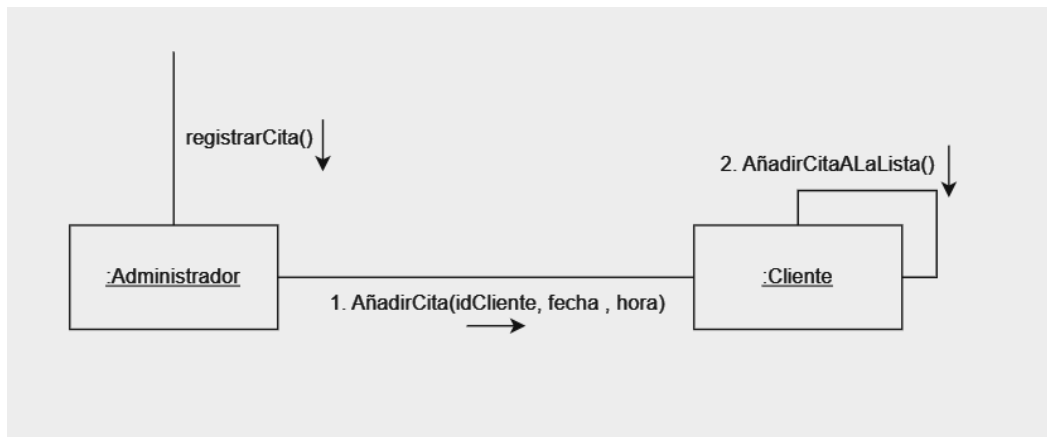 registrarCita()
2. AñadirCitaALaLista()
:Administrador
:Cliente
1. AñadirCita(idCliente, fecha , hora)